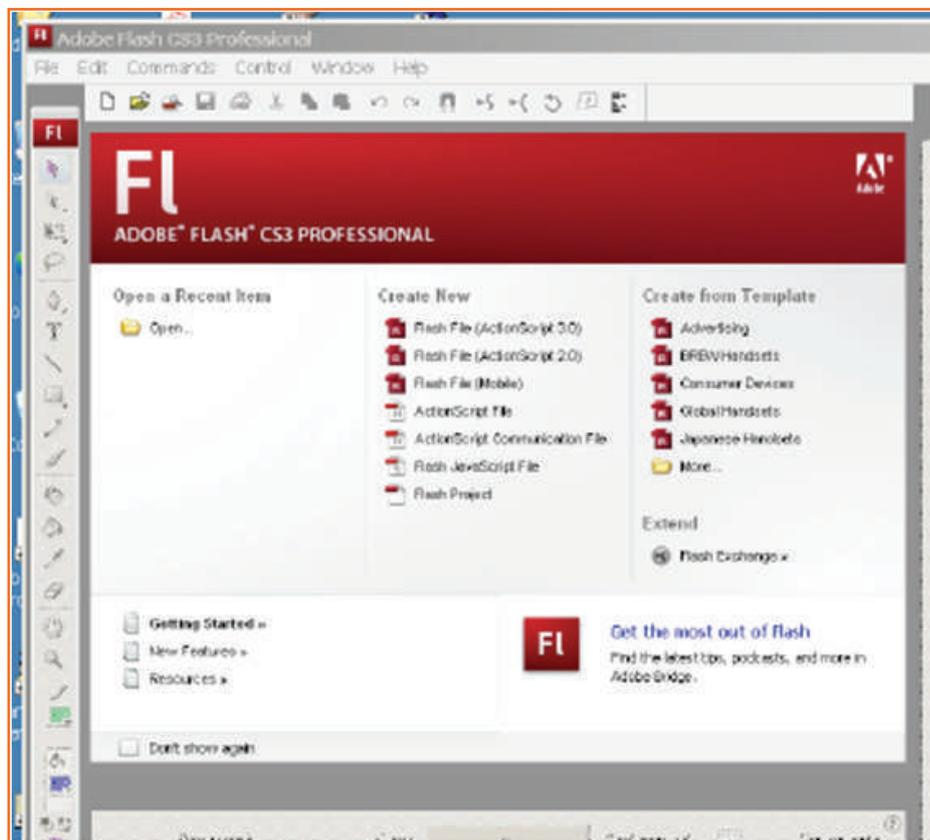 Fl Adobe Flash CS3 Professional
File Edit Commands Control Window Help
Fl
Fl
Adobe
ADOBE® FLASH® CS3 PROFESSIONAL
Open a Recent Item
Open...
Create New
Flash File (ActionScript 3.0)
Flash File (ActionScript 2.0)
Flash File (Mobile)
ActionScript File
ActionScript Communication File
Flash JavaScript File
Flash Project
Create from Template
Advertising
BREW Handsets
Consumer Devices
Global Handsets
Japanese Handsets
More...
Extend
Flash Exchange »
Getting Started »
New Features »
Resources »
Fl
Get the most out of Flash
Find the latest tips, podcasts, and more in
Adobe Bridge.
Don't show again